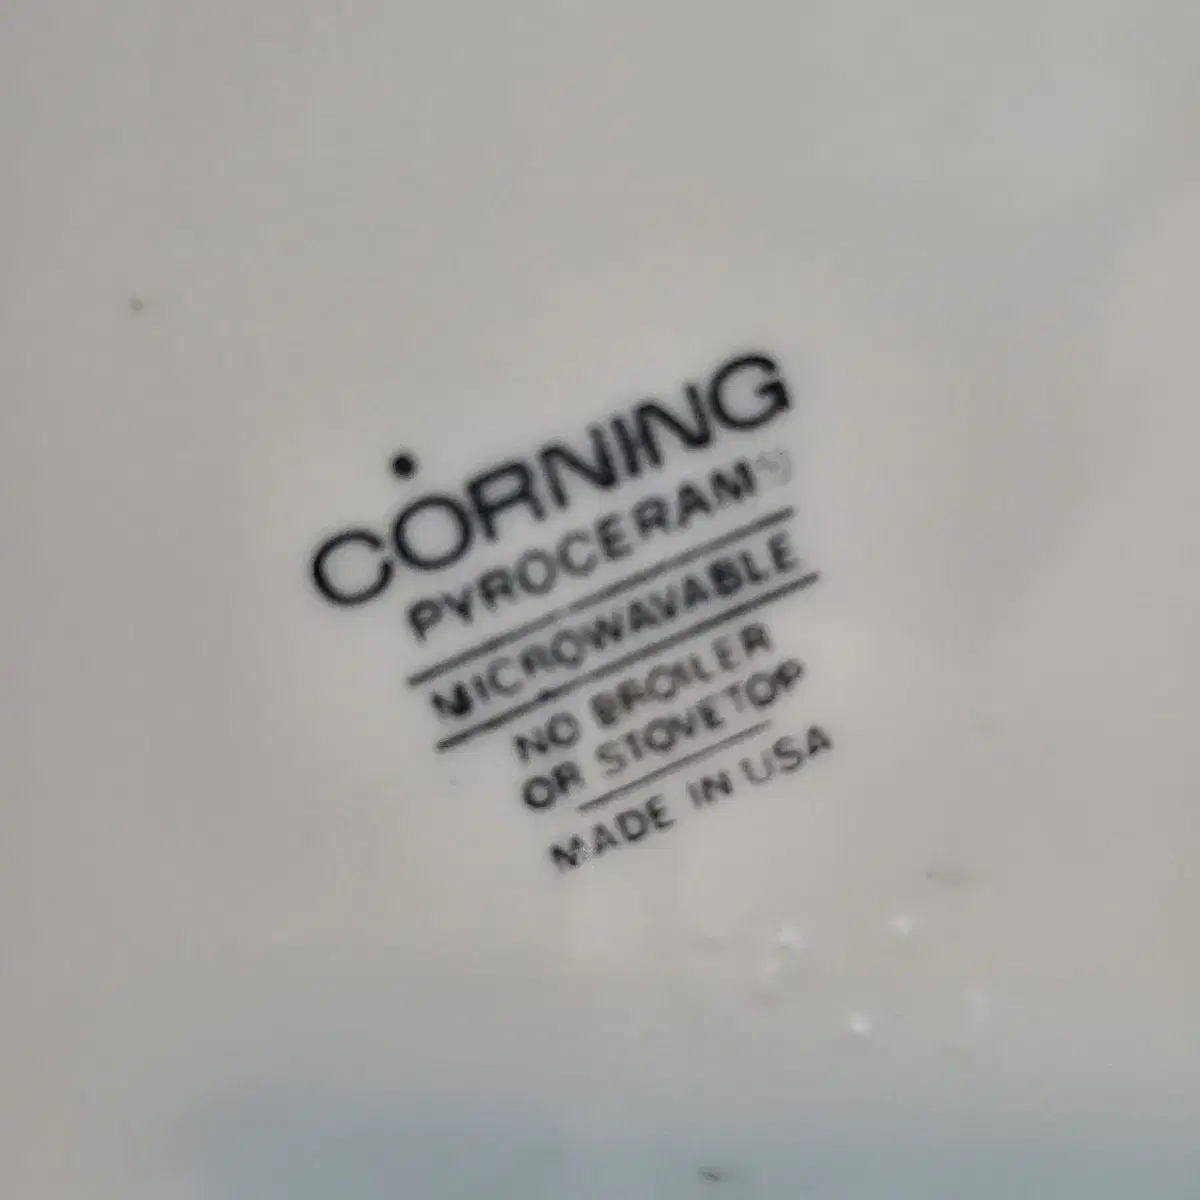 CORNING
PYROCERAM®
MICROWAVABLE
NO BROILER
OR STOVETOP
MADE IN USA